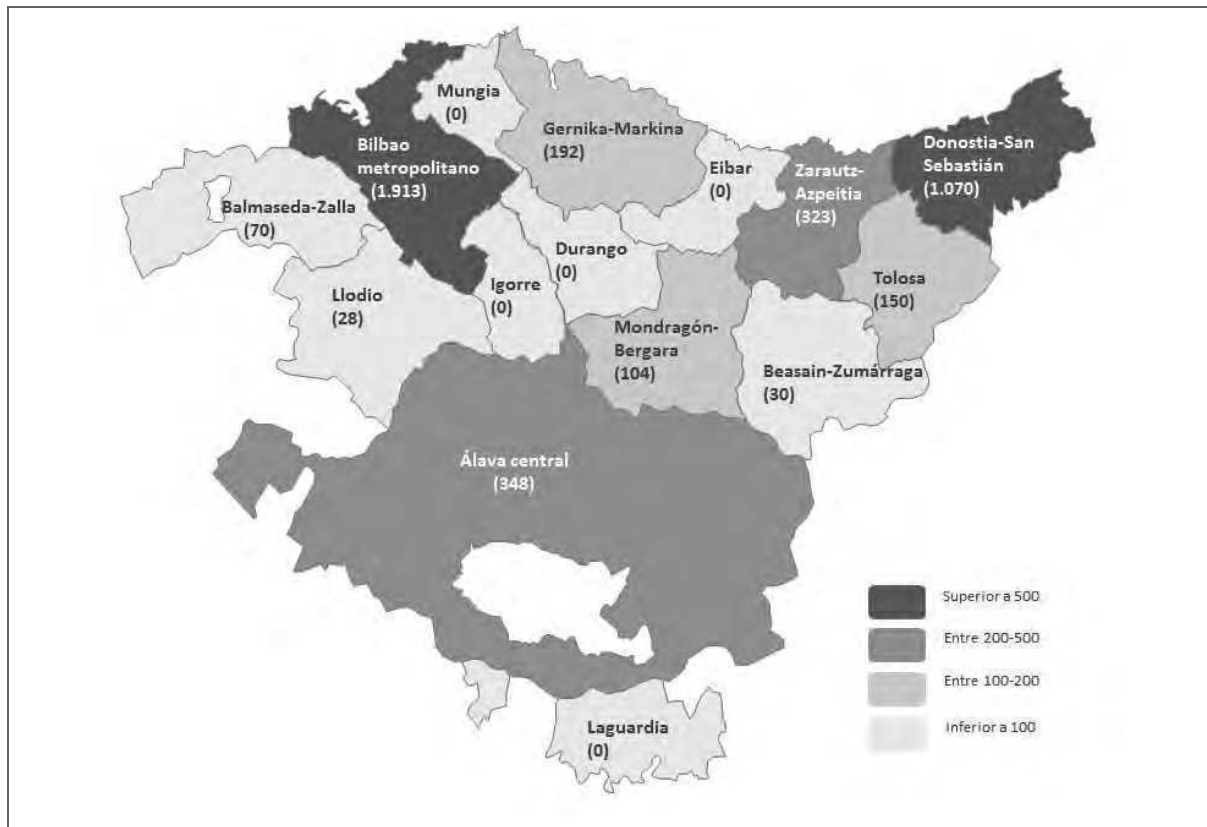 Mungia
(0)
Gernika-Markina
(192)
Bilbao
metropolitano
(1.913)
Eibar
(0)
Zarautz-
Azpeitia
(323)
Donostia-San
Sebastián
(1.070)
Balmaseda-Zalla
(70)
Durango
(0)
Igorre
(0)
Llodio
(28)
Tolosa
(150)
Mondragón-
Bergara
(104)
Beasain-Zumárraga
(30)
Álava central
(348)
Laguardia
(0)
Superior a 500
Entre 200-500
Entre 100-200
Inferior a 100